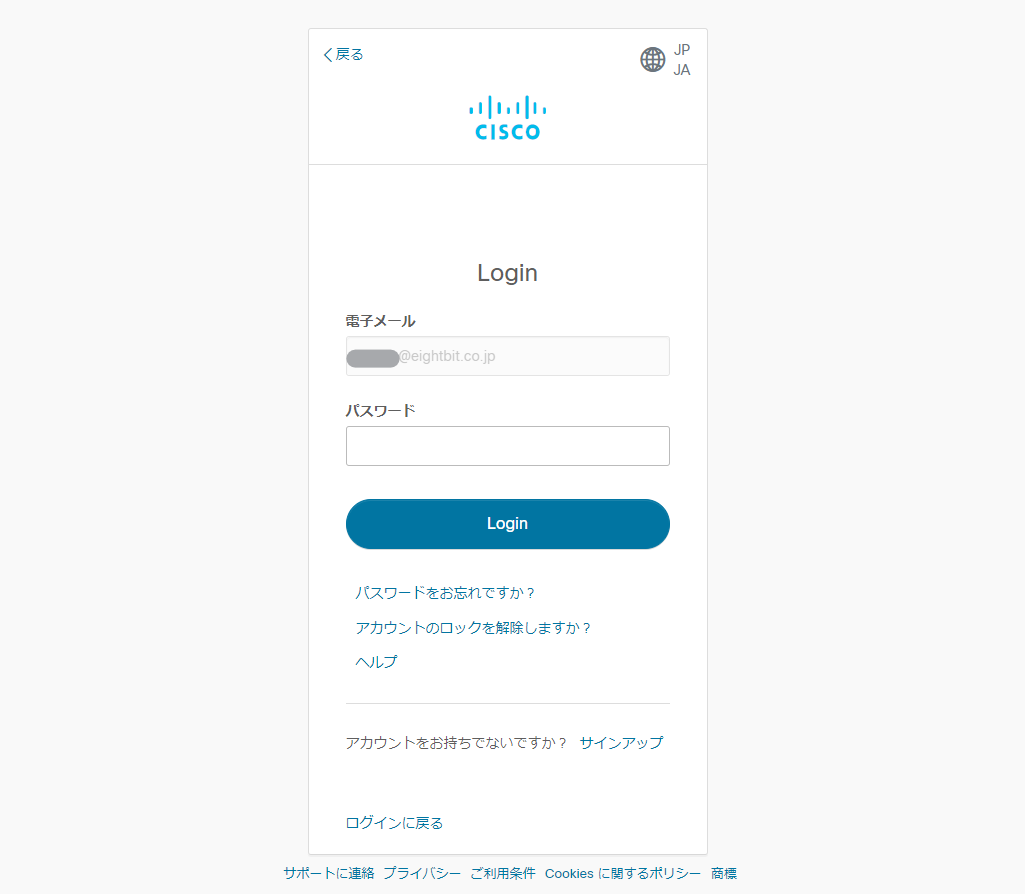 戻る
JP
JA
CISCO
Login
電子メール
@eightbit.co.jp
パスワード
Login
パスワードをお忘れですか？
アカウントのロックを解除しますか？
ヘルプ
アカウントをお持ちでないですか？ サインアップ
ログインに戻る
サポートに連絡 プライバシー ご利用条件 Cookies に関するポリシー 商標